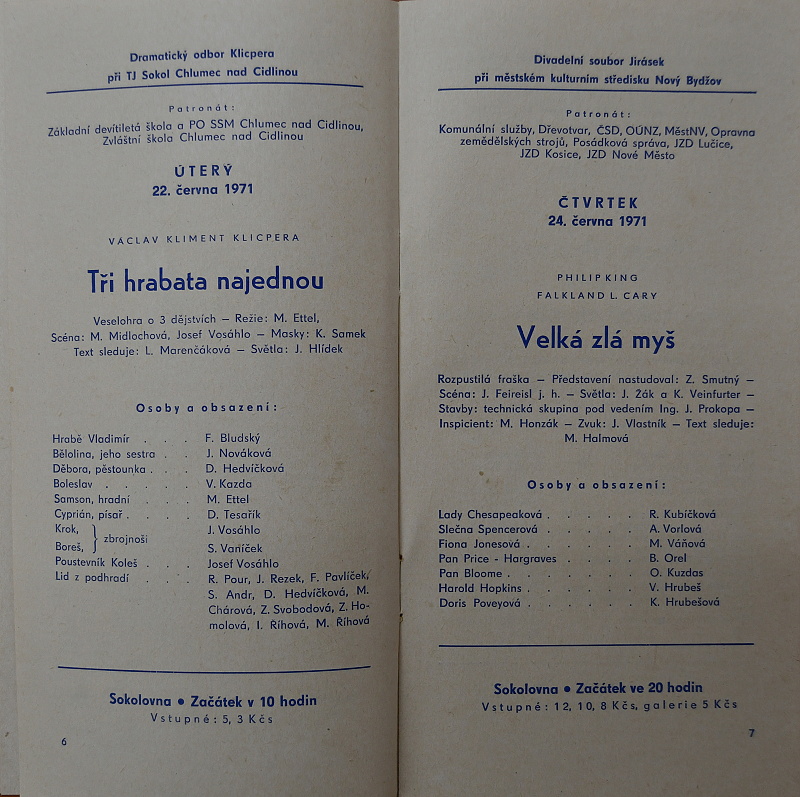 Dramatický odbor Klicpera
při TJ Sokol Chlumec nad Cidlinou
Patronát:
Základní devítiletá škola a PO SSM Chlumec nad Cidlinou,
Zvláštní škola Chlumec nad Cidlinou
ÚTERÝ
22. června 1971
VÁCLAV KLIMENT KLICPERA
Tři hrabata najednou
Veselohra o 3 dějstvích — Režie: M. Ettel,
Scéna: M. Midlochová, Josef Vosáhlo — Masky: K. Samek
Text sleduje: L. Marenčáková — Světla: J. Hlídek
Osoby a obsazení:
Hrabě Vladimír . . . F. Bludský
Bělolina, jeho sestra . . J. Nováková
Děbora, pěstounka . . . D. Hedvíčková
Boleslav . . . . . V. Kazda
Samson, hradní . . . M. Ettel
Cyprián, písař . . . . D. Tesařík
Krok, } zbrojnoši J. Vosáhlo
Boreš, S. Vaníček
Poustevník Koleš . . Josef Vosáhlo
Lid z podhradí . . . R. Pour, J. Rezek, F. Pavlíček,
S. Andr, D. Hedvíčková, M.
Chárová, Z. Svobodová, Z. Ho-
molová, I. Říhová, M. Říhová
Sokolovna ● Začátek v 10 hodin
Vstupné: 5, 3 Kčs
6
Divadelní soubor Jirásek
při městském kulturním středisku Nový Bydžov
Patronát:
Komunální služby, Dřevotvar, ČSD, OÚNZ, MěstNV, Opravna
zemědělských strojů, Posádková správa, JZD Lučice,
JZD Kosice, JZD Nové Město
ČTVRTEK
24. června 1971
PHILIP KING
FALKLAND L. CARY
Velká zlá myš
Rozpustilá fraška — Představení nastudoval: Z. Smutný —
Scéna: J. Feireisl j. h. — Světla: J. Žák a K. Veinfurter —
Stavby: technická skupina pod vedením Ing. J. Prokopa —
Inspicient: M. Honzák — Zvuk: J. Vlastník — Text sleduje:
M. Halmová
Osoby a obsazení:
Lady Chesapeaková . . . . . R. Kubíčková
Slečna Spencerová . . . . . A. Vorlová
Fiona Jonesová . . . . . M. Váňová
Pan Price - Hargraves . . . . B. Orel
Pan Bloome . . . . . . O. Kuzdas
Harold Hopkins . . . . . V. Hrubeš
Doris Poveyová . . . . . . K. Hrubešová
Sokolovna ● Začátek ve 20 hodin
Vstupné: 12, 10, 8 Kčs, galerie 5 Kčs
7